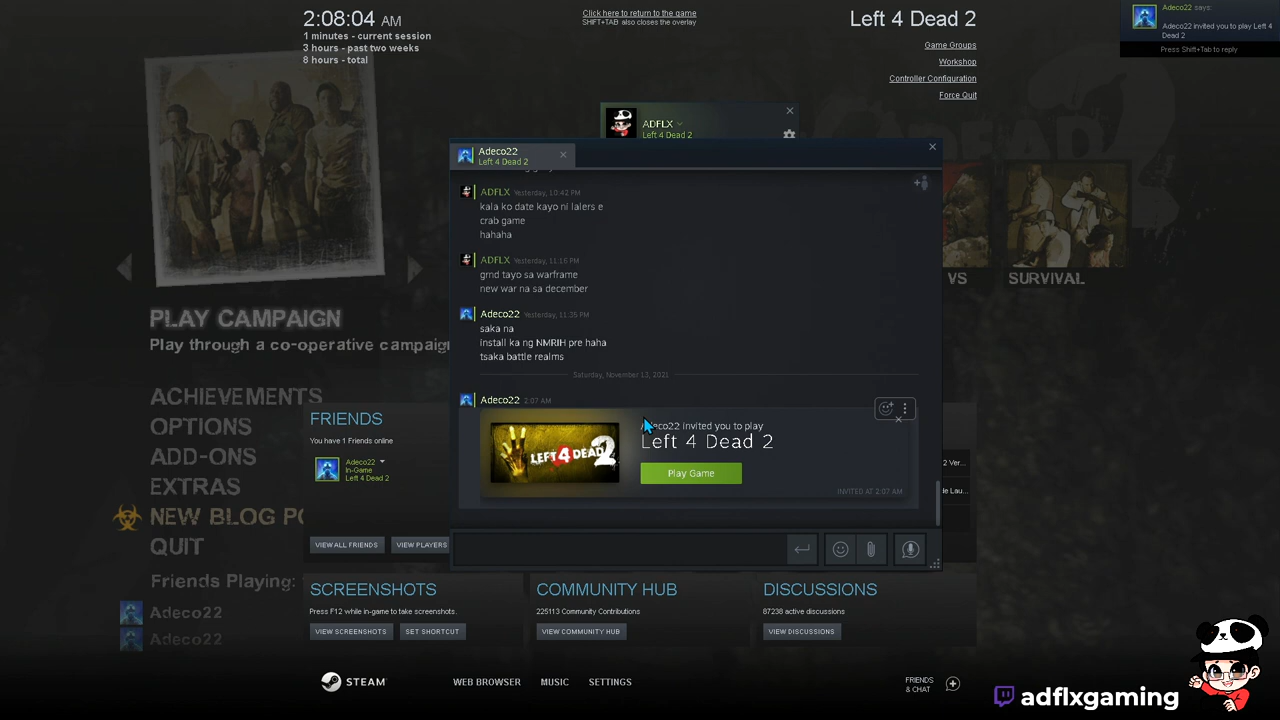 2:08:04 AM
1 minutes - current session
3 hours - past two weeks
8 hours - total
Click here to return to the game
SHIFT+TAB also closes the overlay
Left 4 Dead 2
Game Groups
Workshop
Controller Configuration
Force Quit
Adeco22 says:
Adeco22 invited you to play Left 4
Dead 2
Press Shift+Tab to reply
ADFLX
Left 4 Dead 2
Adeco22
Left 4 Dead 2
ADFLX Yesterday, 10:42 PM
kala ko date kayo ni lalers e
crab game
hahaha
ADFLX Yesterday, 11:16 PM
grnd tayo sa warframe
new war na sa december
Adeco22 Yesterday, 11:35 PM
saka na
install ka ng NMRIH pre haha
tsaka battle realms
Saturday, November 13, 2021
Adeco22 2:07 AM
LEFT 4 DEAD 2
Adeco22 invited you to play
Left 4 Dead 2
Play Game
INVITED AT 2:07 AM
VS
SURVIVAL
PLAY CAMPAIGN
Play through a co-operative campaig
ACHIEVEMENTS
OPTIONS
ADD-ONS
EXTRAS
NEW BLOG PO
QUIT
Friends Playing:
Adeco22
Adeco22
FRIENDS
You have 1 Friends online
Adeco22
In-Game
Left 4 Dead 2
VIEW ALL FRIENDS
VIEW PLAYERS
2 Ver...
de Lau...
SCREENSHOTS
Press F12 while in-game to take screenshots.
VIEW SCREENSHOTS
SET SHORTCUT
COMMUNITY HUB
225113 Community Contributions
VIEW COMMUNITY HUB
DISCUSSIONS
87238 active discussions
VIEW DISCUSSIONS
STEAM
WEB BROWSER
MUSIC
SETTINGS
FRIENDS
& CHAT
adflxgaming